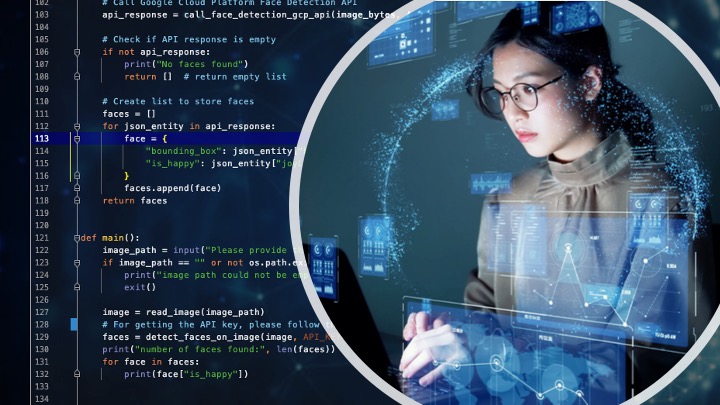 102 # Call Google Cloud Platform Face Detection API
103 api_response = call_face_detection_gcp_api(image_bytes,
104
105 # Check if API response is empty
106 if not api_response:
107 print("No faces found")
108 return [] # return empty list
109
110 # Create list to store faces
111 faces = []
112 for json_entity in api_response:
113 face = {
114 "bounding_box": json_entity[
115 "is_happy": json_entity["jo
116 }
117 faces.append(face)
118 return faces
119
120
121 def main():
122 image_path = input("Please provide
123 if image_path == "" or not os.path.ex
124 print("image path could not be em
125 exit()
126
127 image = read_image(image_path)
128 # For getting the API key, please follow
129 faces = detect_faces_on_image(image, API_K
130 print("number of faces found:", len(faces))
131 for face in faces:
132 print(face["is_happy"])
133
134